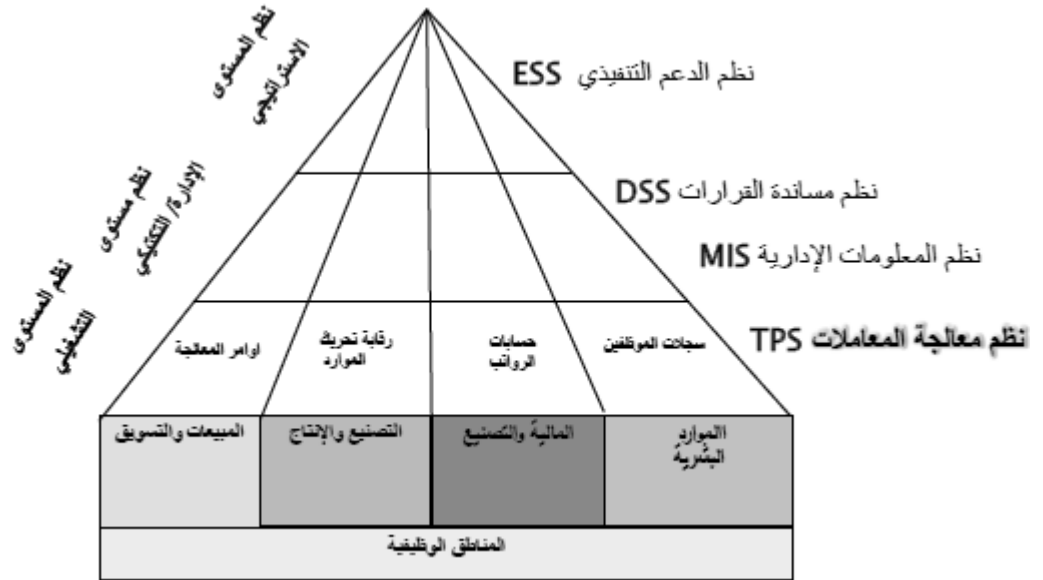 نظم المستوى
الاستراتيجي
نظم الدعم التنفيذي ESS
نظم مستوى
الإدارة/ التكتيكي
نظم مساندة القرارات DSS
نظم المعلومات الإدارية MIS
نظم المستوى
التشغيلي
نظم معالجة المعاملات TPS
سجلات الموظفين
حسابات
الرواتب
رقابة تحريك
الموارد
اوامر المعالجة
االموارد
البشرية
المالية والتصنيع
التصنيع والإنتاج
المبيعات والتسويق
المناطق الوظيفية